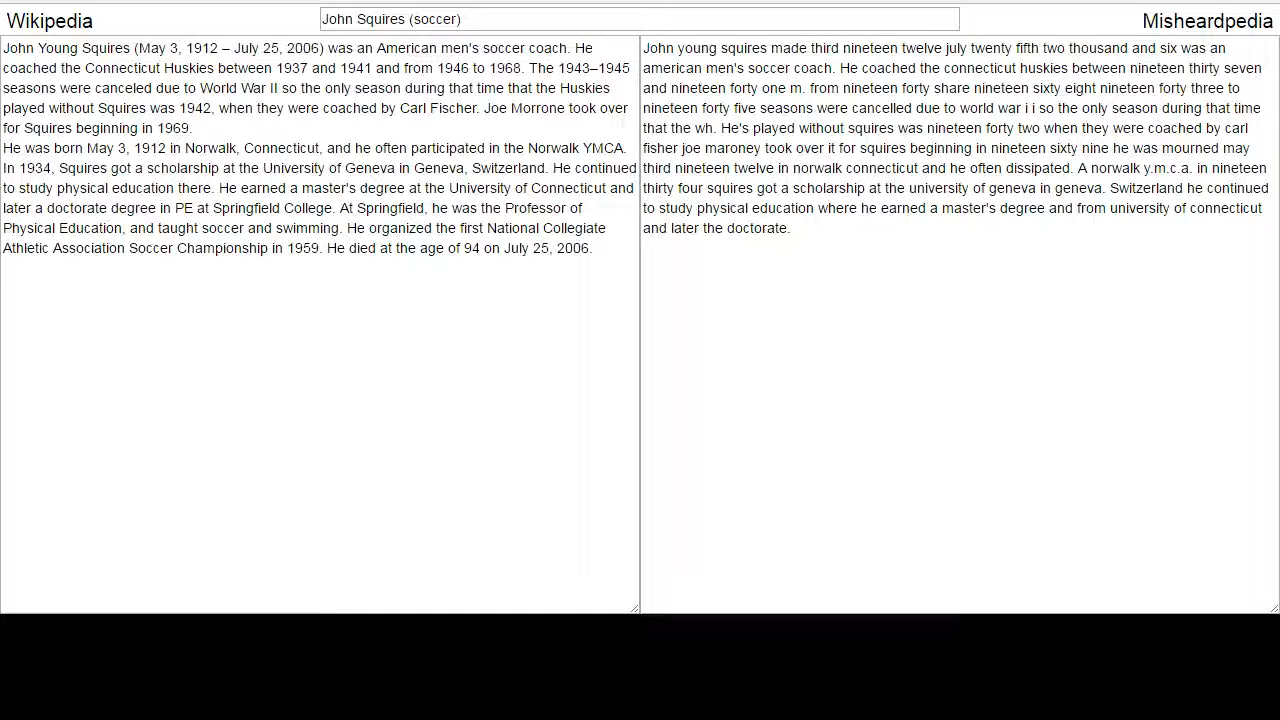 Wikipedia
John Squires (soccer)
Misheardpedia
John Young Squires (May 3, 1912 – July 25, 2006) was an American men's soccer coach. He
coached the Connecticut Huskies between 1937 and 1941 and from 1946 to 1968. The 1943–1945
seasons were canceled due to World War II so the only season during that time that the Huskies
played without Squires was 1942, when they were coached by Carl Fischer. Joe Morrone took over
for Squires beginning in 1969.
He was born May 3, 1912 in Norwalk, Connecticut, and he often participated in the Norwalk YMCA.
In 1934, Squires got a scholarship at the University of Geneva in Geneva, Switzerland. He continued
to study physical education there. He earned a master's degree at the University of Connecticut and
later a doctorate degree in PE at Springfield College. At Springfield, he was the Professor of
Physical Education, and taught soccer and swimming. He organized the first National Collegiate
Athletic Association Soccer Championship in 1959. He died at the age of 94 on July 25, 2006.
John young squires made third nineteen twelve july twenty fifth two thousand and six was an
american men's soccer coach. He coached the connecticut huskies between nineteen thirty seven
and nineteen forty one m. from nineteen forty share nineteen sixty eight nineteen forty three to
nineteen forty five seasons were cancelled due to world war i i so the only season during that time
that the wh. He's played without squires was nineteen forty two when they were coached by carl
fisher joe maroney took over it for squires beginning in nineteen sixty nine he was mourned may
third nineteen twelve in norwalk connecticut and he often dissipated. A norwalk y.m.c.a. in nineteen
thirty four squires got a scholarship at the university of geneva in geneva. Switzerland he continued
to study physical education where he earned a master's degree and from university of connecticut
and later the doctorate.